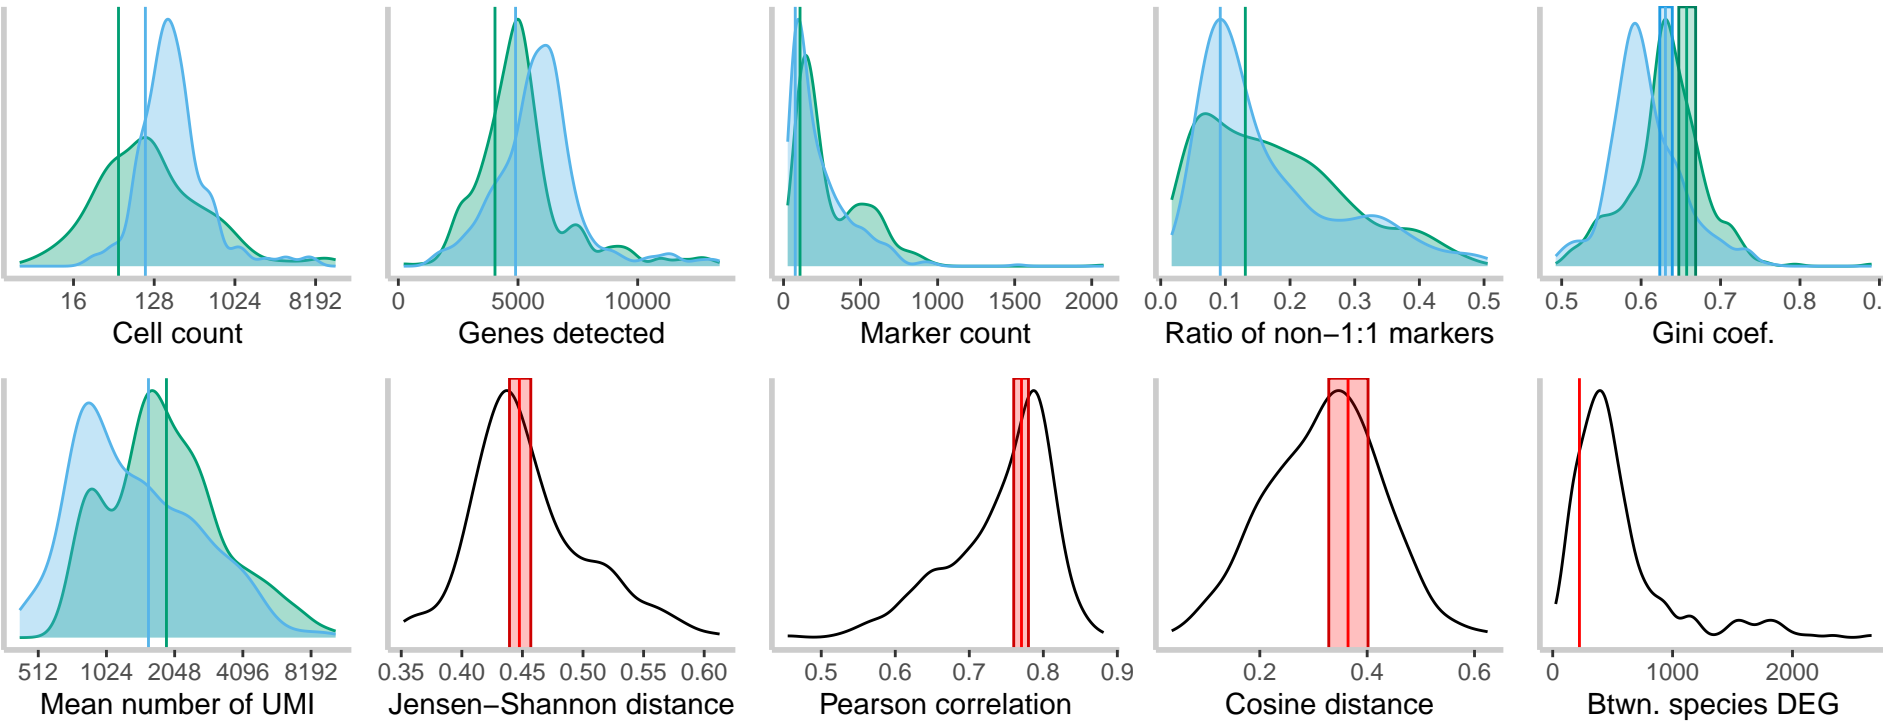 16 128 1024 8192
Cell count
0 5000 10000
Genes detected
0 500 1000 1500 2000
Marker count
0.0 0.1 0.2 0.3 0.4 0.5
Ratio of non−1:1 markers
0.5 0.6 0.7 0.8 0.
Gini coef.
512 1024 2048 4096 8192
Mean number of UMI
0.35 0.40 0.45 0.50 0.55 0.60
Jensen−Shannon distance
0.5 0.6 0.7 0.8 0.9
Pearson correlation
0.2 0.4 0.6
Cosine distance
0 1000 2000
Btwn. species DEG